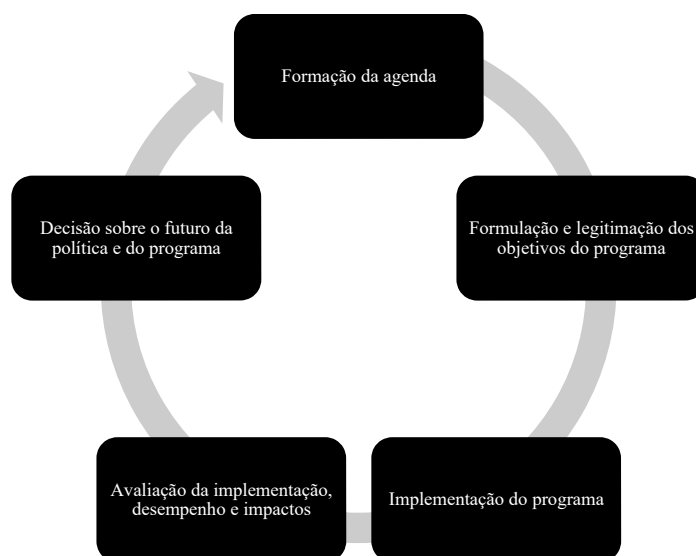 Formação da agenda
Formulação e legitimação dos
objetivos do programa
Implementação do programa
Avaliação da implementação,
desempenho e impactos
Decisão sobre o futuro da
política e do programa